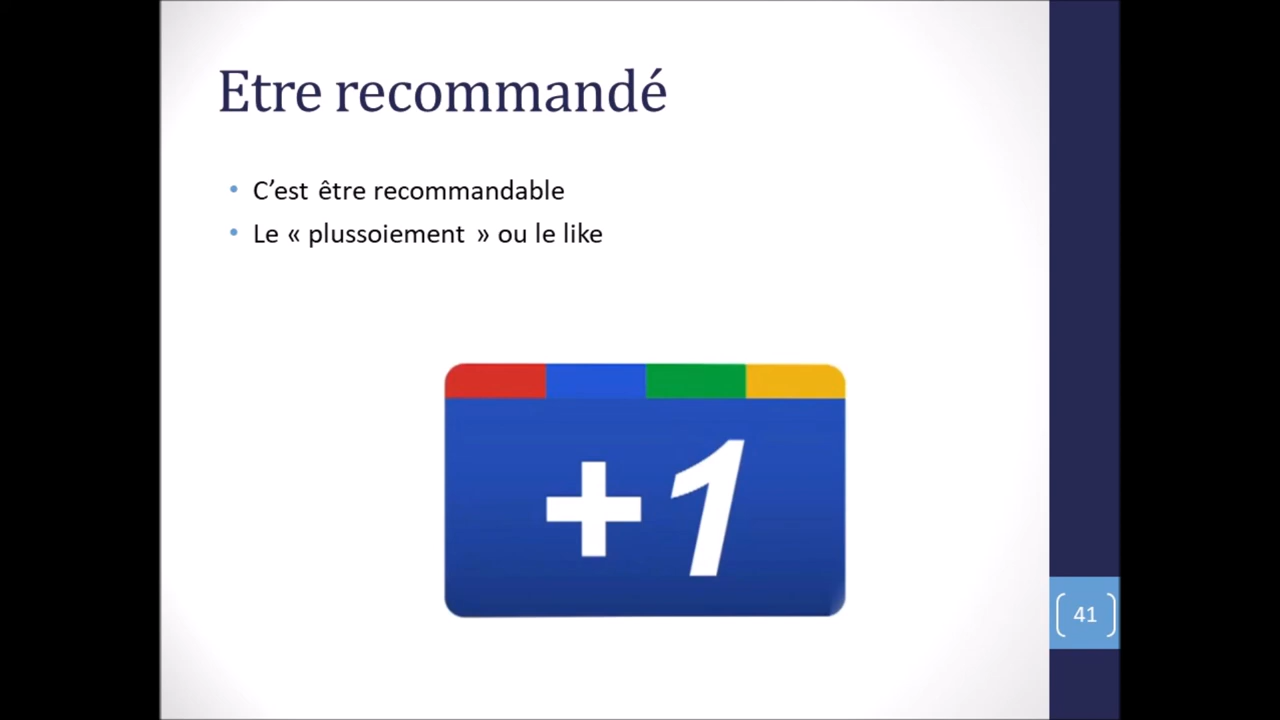 Etre recommandé
• C’est être recommandable
• Le « plussoiement » ou le like
+1
41